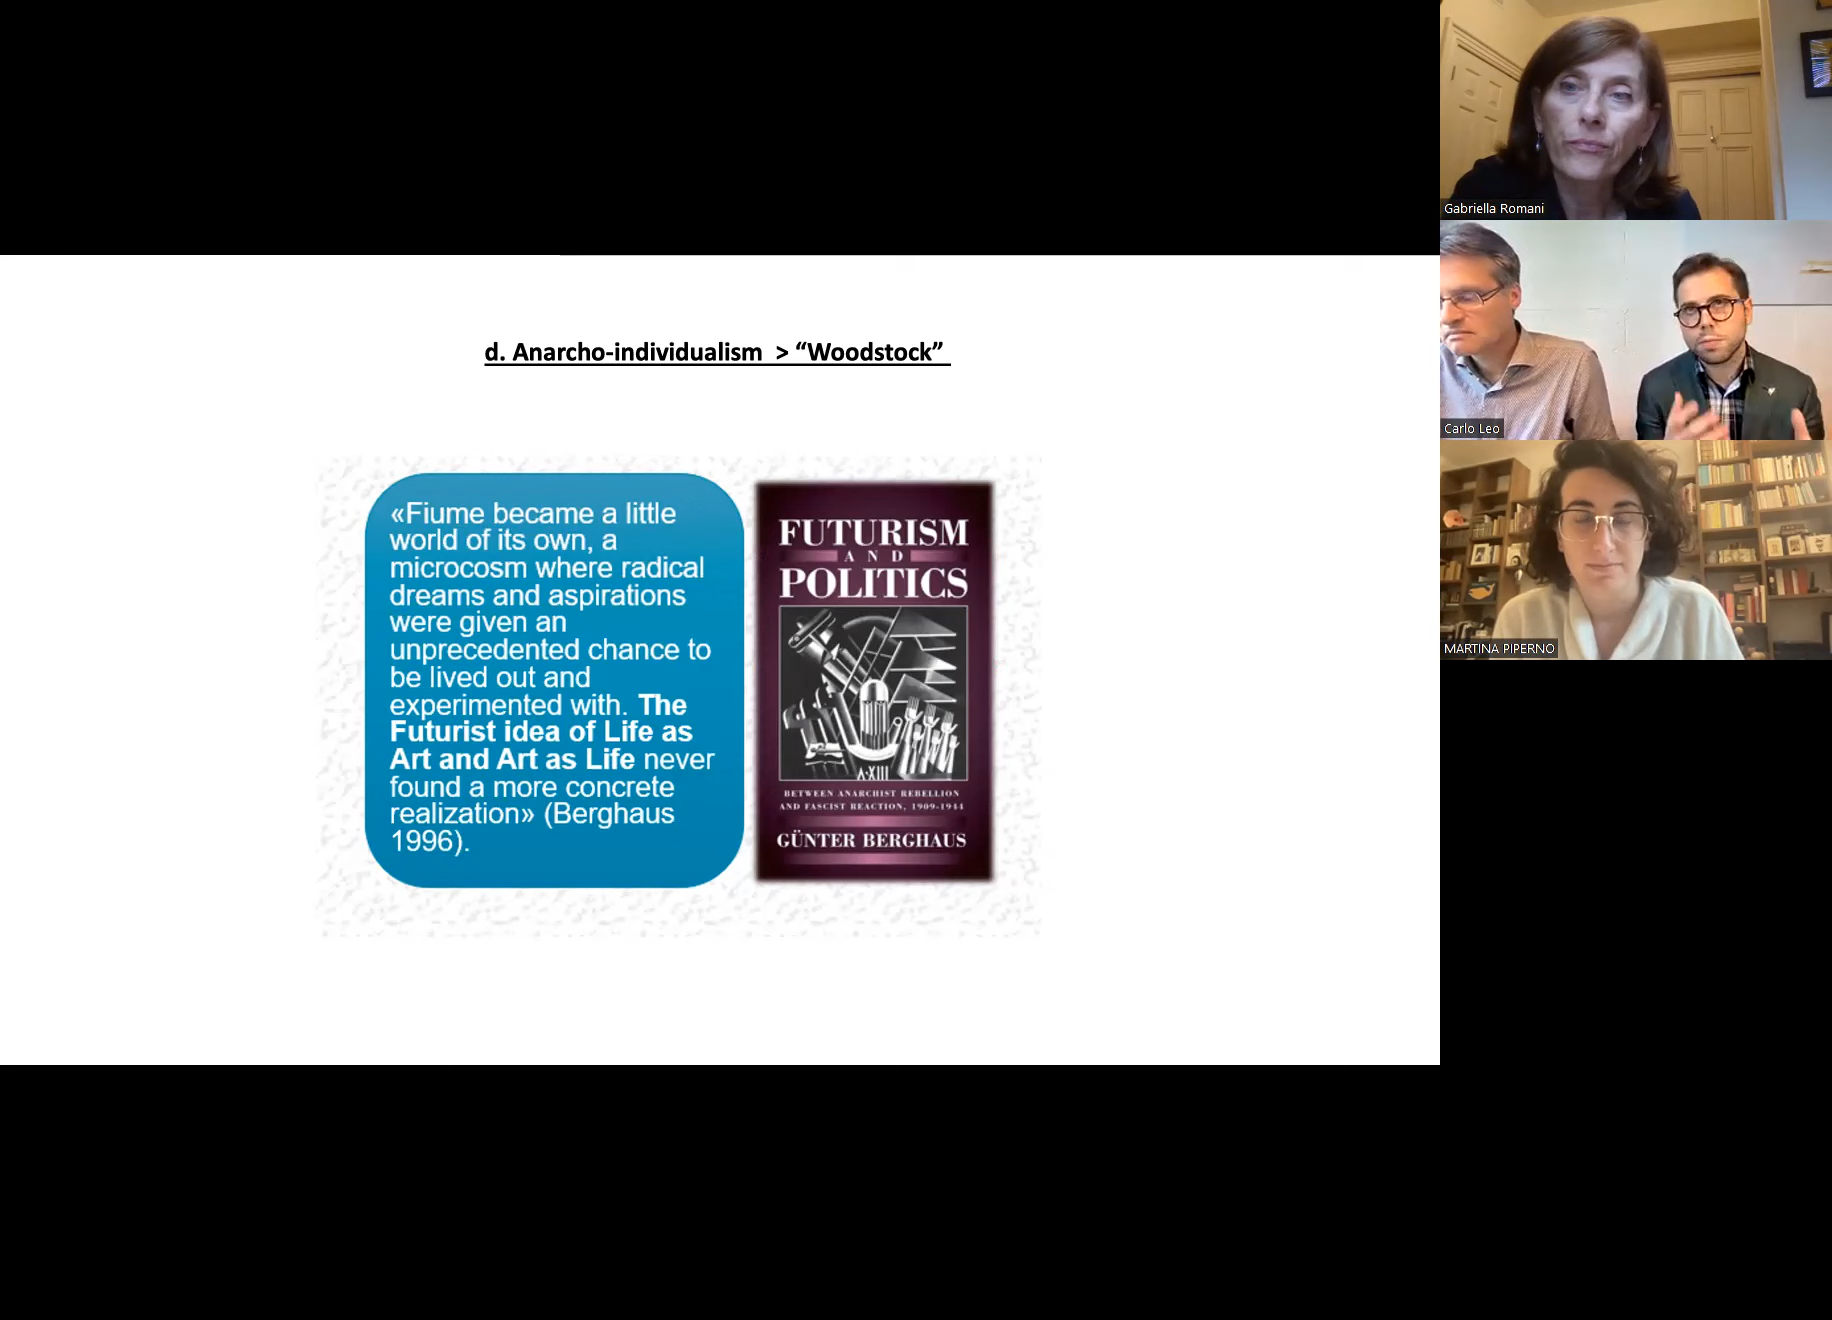 d. Anarcho-individualism > “Woodstock”
«Fiume became a little
world of its own, a
microcosm where radical
dreams and aspirations
were given an
unprecedented chance to
be lived out and
experimented with. The
Futurist idea of Life as
Art and Art as Life never
found a more concrete
realization» (Berghaus
1996).
FUTURISM
AND
POLITICS
A·XIII
BETWEEN ANARCHIST REBELLION
AND FASCIST REACTION, 1909-1944
GÜNTER BERGHAUS
Gabriella Romani
Carlo Leo
MARTINA PIPERNO